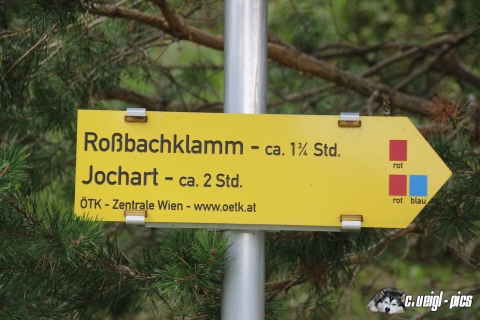 Roßbachklamm - ca. 1¾ Std.
rot
Jochart - ca. 2 Std.
rot blau
ÖTK - Zentrale Wien - www.oetk.at
c.veigl - pics